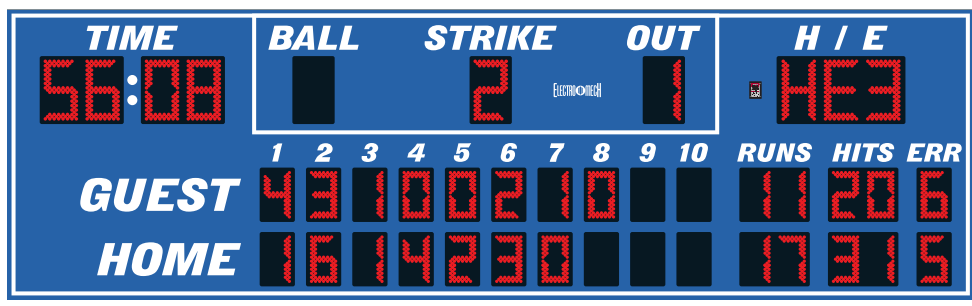 TIME BALL STRIKE OUT H / E
56:08 2 ELECTRO-MECH 1 HE3
1 2 3 4 5 6 7 8 9 10 RUNS HITS ERR
GUEST 4 3 1 0 0 2 1 0 11 20 6
HOME 1 6 1 4 2 3 0 17 31 5